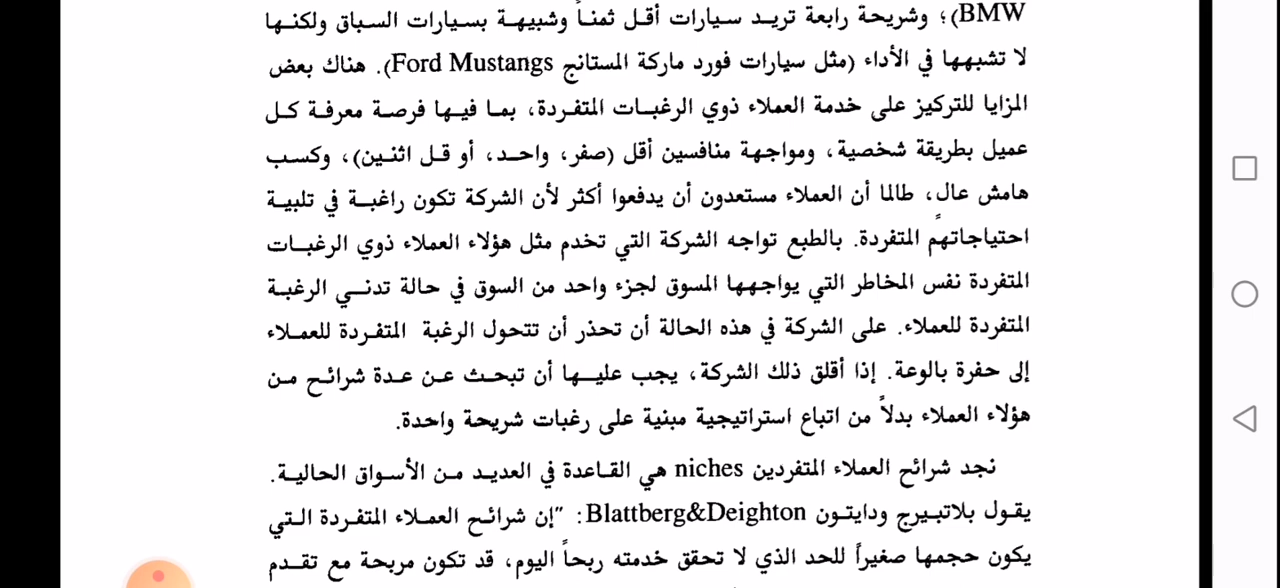 BMW)؛ وشريحة رابعة تريد سيارات أقل ثمناً وشبيهة بسيارات السباق ولكنها
لا تشبهها في الأداء (مثل سيارات فورد ماركة المستانج Ford Mustangs). هناك بعض
المزايا للتركيز على خدمة العملاء ذوي الرغبات المتفردة، بما فيها فرصة معرفة كل
عميل بطريقة شخصية، ومواجهة منافسين أقل (صفر، واحد، أو قل اثنين)، وكسب
هامش عالٍ، طالما أن العملاء مستعدون أن يدفعوا أكثر لأن الشركة تكون راغبة في تلبية
احتياجاتهم المتفردة. بالطبع تواجه الشركة التي تخدم مثل هؤلاء العملاء ذوي الرغبات
المتفردة نفس المخاطر التي يواجهها المسوق لجزء واحد من السوق في حالة تدني الرغبة
المتفردة للعملاء. على الشركة في هذه الحالة أن تحذر أن تتحول الرغبة المتفردة للعملاء
إلى حفرة بالوعة. إذا أقلق ذلك الشركة، يجب عليها أن تبحث عن عدة شرائح من
هؤلاء العملاء بدلاً من اتباع استراتيجية مبنية على رغبات شريحة واحدة.
نجد شرائح العملاء المتفردين niches هي القاعدة في العديد من الأسواق الحالية.
يقول بلاتبيرج ودايتون Blattberg&Deighton: "إن شرائح العملاء المتفردة التي
يكون حجمها صغيراً للحد الذي لا تحقق خدمته ربحاً اليوم، قد تكون مربحة مع تقدم